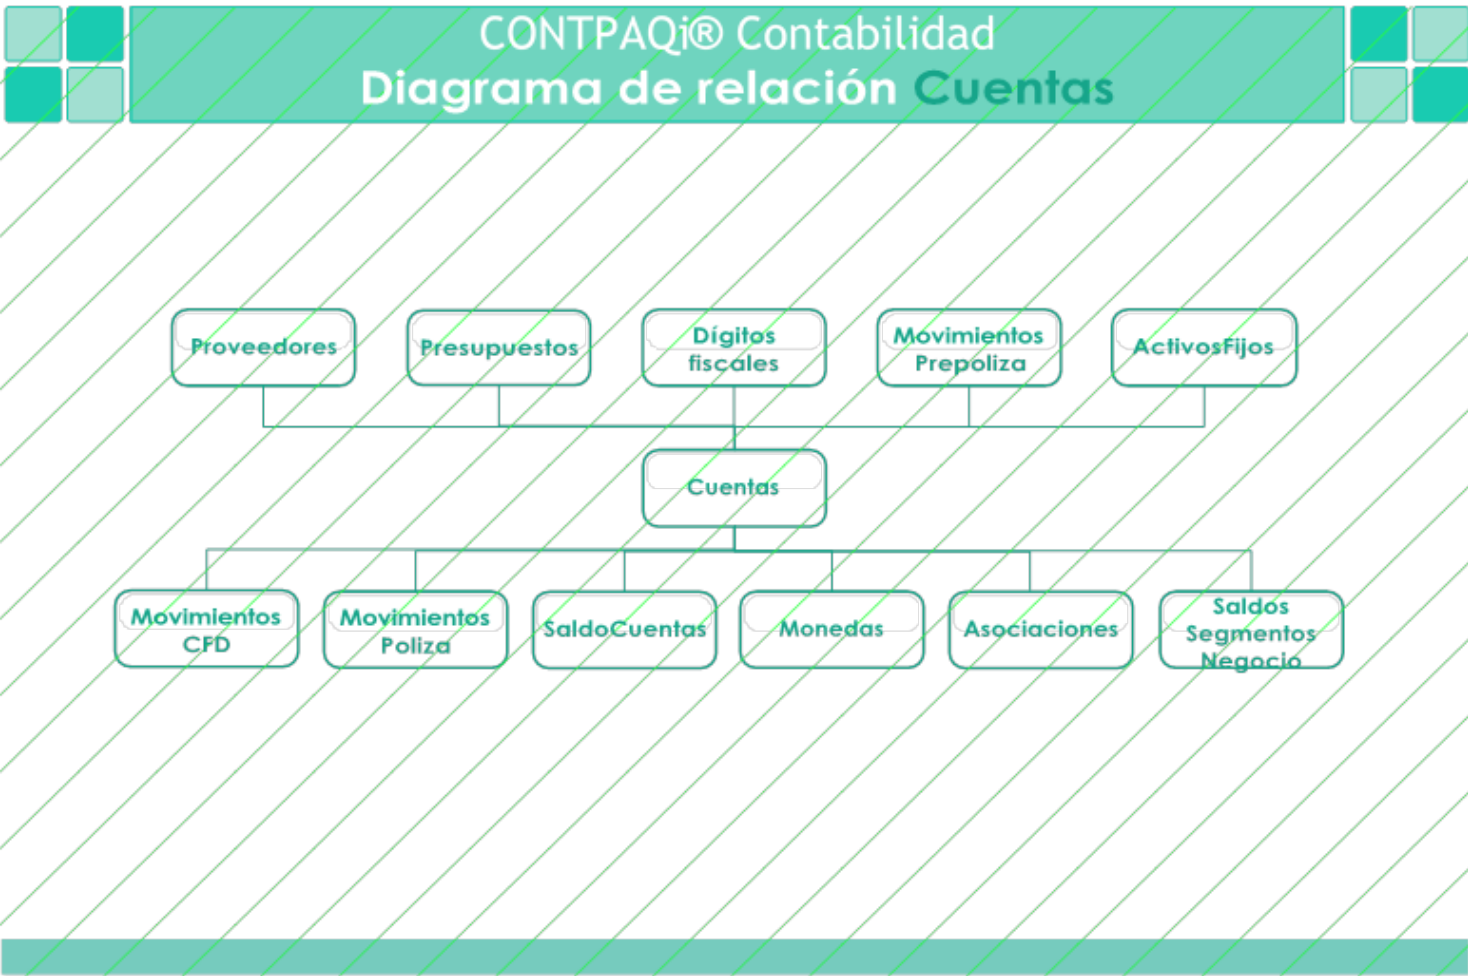 CONTPAQi® Contabilidad
Diagrama de relación Cuentas
Proveedores
Presupuestos
Dígitos
fiscales
Movimientos
Prepoliza
ActivosFijos
Cuentas
Movimientos
CFD
Movimientos
Poliza
SaldoCuentas
Monedas
Asociaciones
Saldos
Segmentos
Negocio